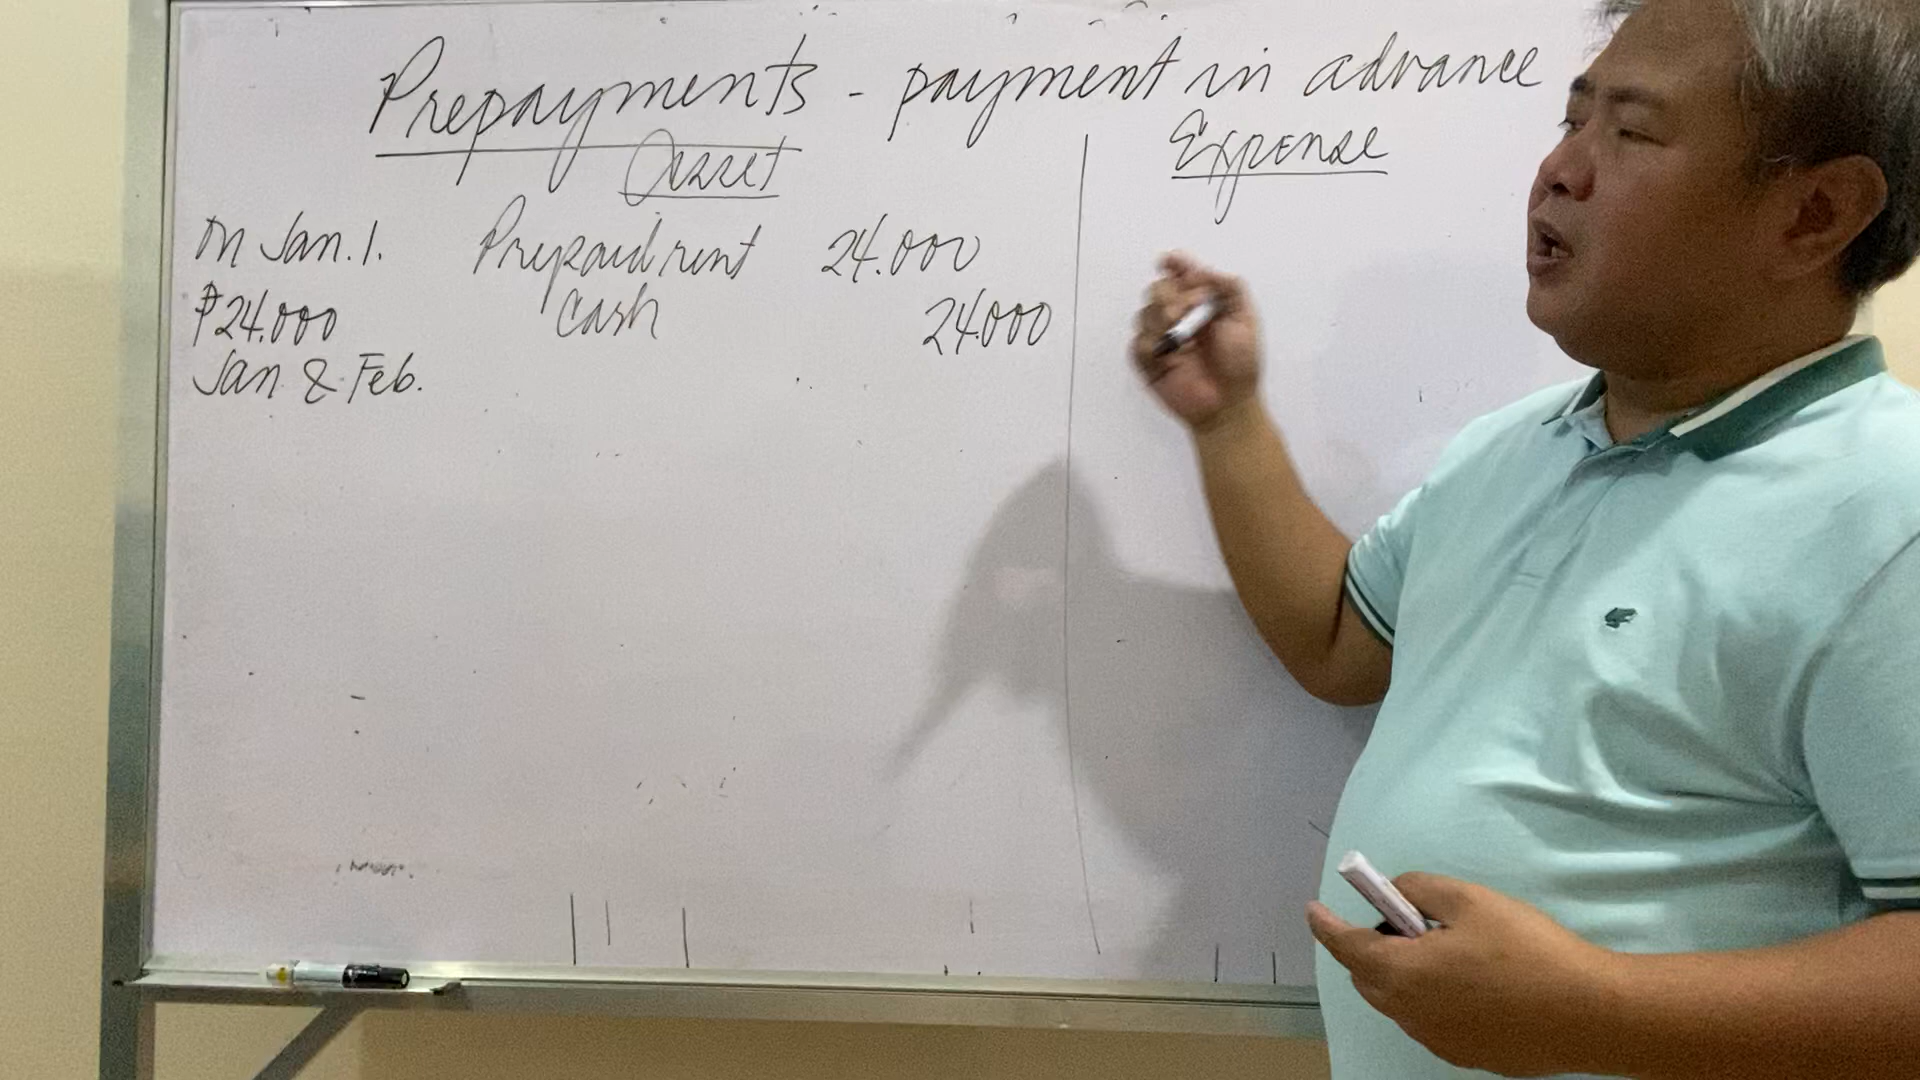 Prepayments - payment in advance
Asset
Expense
On Jan. 1. Prepaid rent 24.000
₱24.000 Cash 24.000
Jan & Feb.